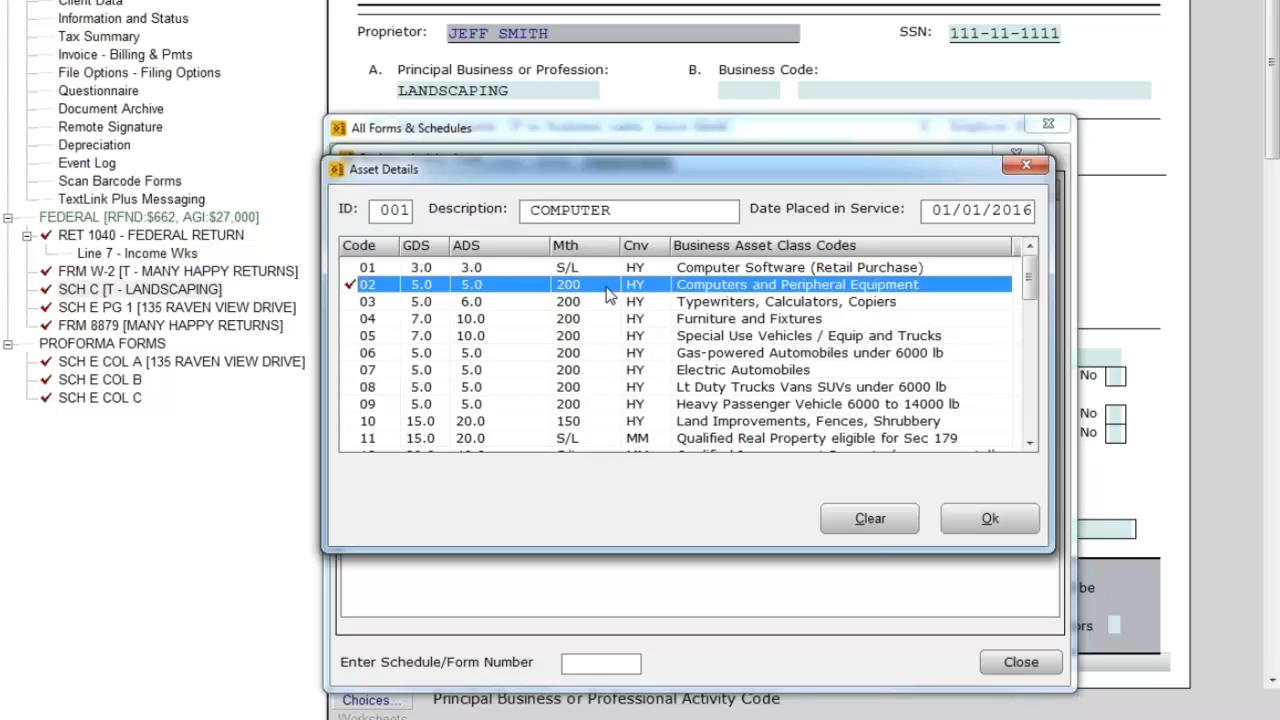 Client Data
Information and Status
Tax Summary
Invoice - Billing & Pmts
File Options - Filing Options
Questionnaire
Document Archive
Remote Signature
Depreciation
Event Log
Scan Barcode Forms
TextLink Plus Messaging
FEDERAL [RFND:$662, AGI:$27,000]
RET 1040 - FEDERAL RETURN
Line 7 - Income Wks
FRM W-2 [T - MANY HAPPY RETURNS]
SCH C [T - LANDSCAPING]
SCH E PG 1 [135 RAVEN VIEW DRIVE]
FRM 8879 [MANY HAPPY RETURNS]
PROFORMA FORMS
SCH E COL A [135 RAVEN VIEW DRIVE]
SCH E COL B
SCH E COL C
Proprietor: JEFF SMITH SSN: 111-11-1111
A. Principal Business or Profession: B. Business Code:
LANDSCAPING
All Forms & Schedules
Asset Details
ID: 001 Description: COMPUTER Date Placed in Service: 01/01/2016
Code GDS ADS Mth Cnv Business Asset Class Codes
01 3.0 3.0 S/L HY Computer Software (Retail Purchase)
02 5.0 5.0 200 HY Computers and Peripheral Equipment
03 5.0 6.0 200 HY Typewriters, Calculators, Copiers
04 7.0 10.0 200 HY Furniture and Fixtures
05 7.0 10.0 200 HY Special Use Vehicles / Equip and Trucks
06 5.0 5.0 200 HY Gas-powered Automobiles under 6000 lb
07 5.0 5.0 200 HY Electric Automobiles
08 5.0 5.0 200 HY Lt Duty Trucks Vans SUVs under 6000 lb
09 5.0 5.0 200 HY Heavy Passenger Vehicle 6000 to 14000 lb
10 15.0 20.0 150 HY Land Improvements, Fences, Shrubbery
11 15.0 20.0 S/L MM Qualified Real Property eligible for Sec 179
Clear Ok
No
No
No
be
ors
Enter Schedule/Form Number Close
Choices... Principal Business or Professional Activity Code
Worksheets